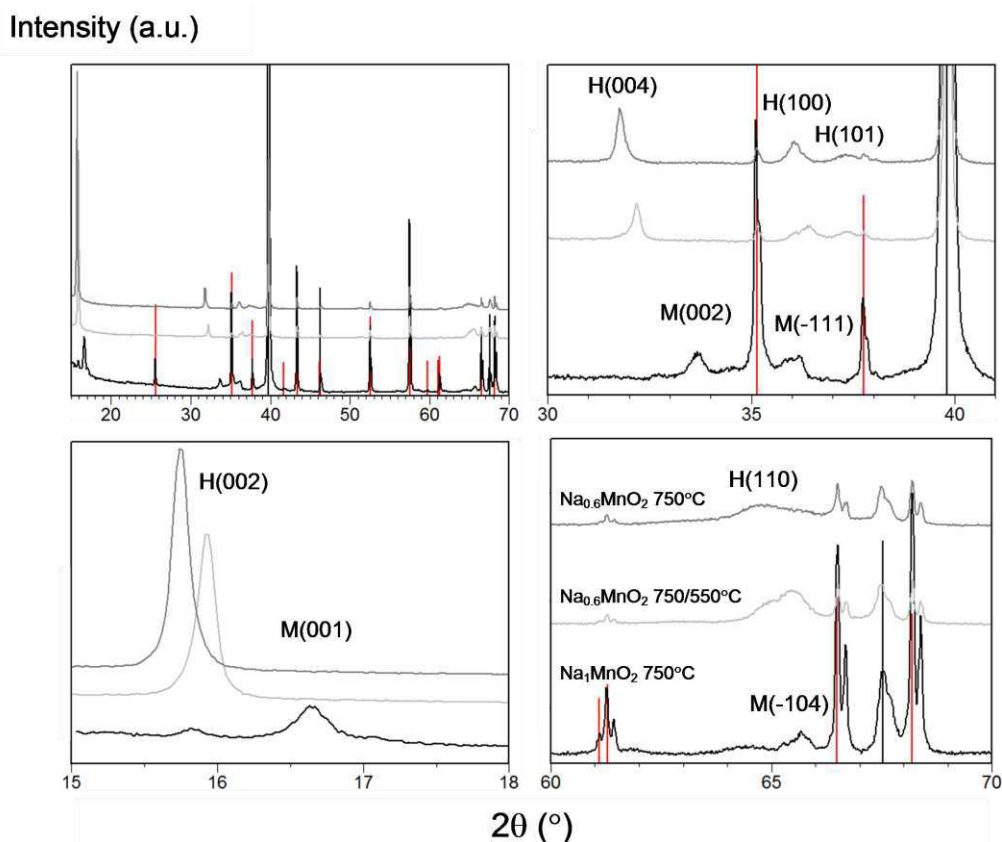 Intensity (a.u.)
20 30 40 50 60 70
H(004)
H(100)
H(101)
M(002)
M(-111)
30 35 40
H(002)
M(001)
15 16 17 18
H(110)
Na₀.₆MnO₂ 750°C
Na₀.₆MnO₂ 750/550°C
Na₁MnO₂ 750°C
M(-104)
60 65 70
2θ (°)